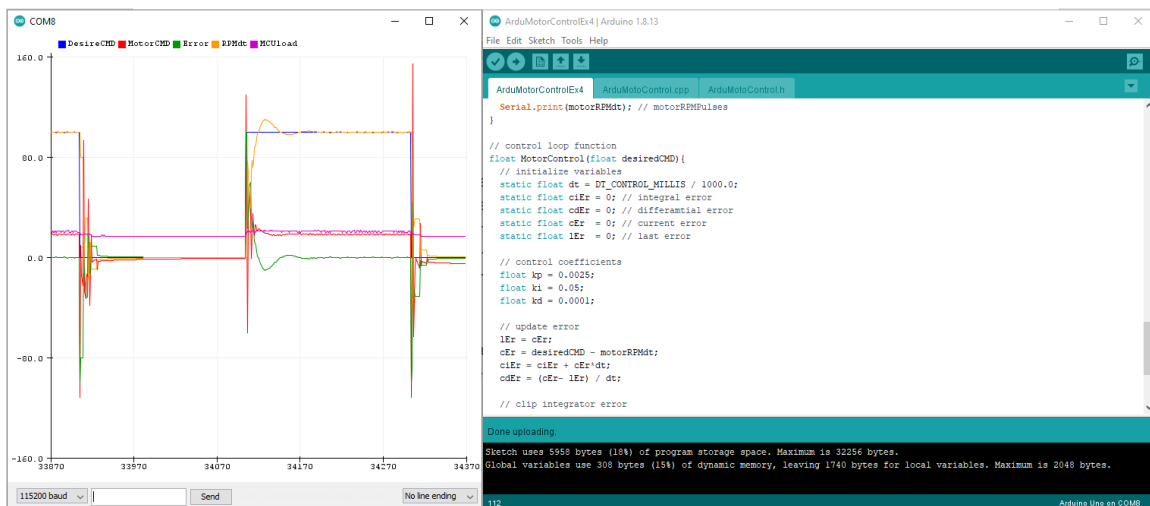 COM8
DesireCMD MotorCMD Error RPMdt MCUload
160.0
80.0
0.0
-80.0
-160.0
33870 33970 34070 34170 34270 34370
115200 baud Send No line ending
ArduMotorControlEx4 | Arduino 1.8.13
File Edit Sketch Tools Help
ArduMotorControlEx4 ArduMotoControl.cpp ArduMotoControl.h
Serial.print(motorRPMdt); // motorRPMPulses
}
// control loop function
float MotorControl(float desiredCMD){
// initialize variables
static float dt = DT_CONTROL_MILLIS / 1000.0;
static float ciEr = 0; // integral error
static float cdEr = 0; // differamtial error
static float cEr = 0; // current error
static float lEr = 0; // last error
// control coefficients
float kp = 0.0025;
float ki = 0.05;
float kd = 0.0001;
// update error
lEr = cEr;
cEr = desiredCMD - motorRPMdt;
ciEr = ciEr + cEr*dt;
cdEr = (cEr- lEr) / dt;
// clip integrator error
Done uploading.
Sketch uses 5958 bytes (18%) of program storage space. Maximum is 32256 bytes.
Global variables use 308 bytes (15%) of dynamic memory, leaving 1740 bytes for local variables. Maximum is 2048 bytes.
112 Arduino Uno on COM8